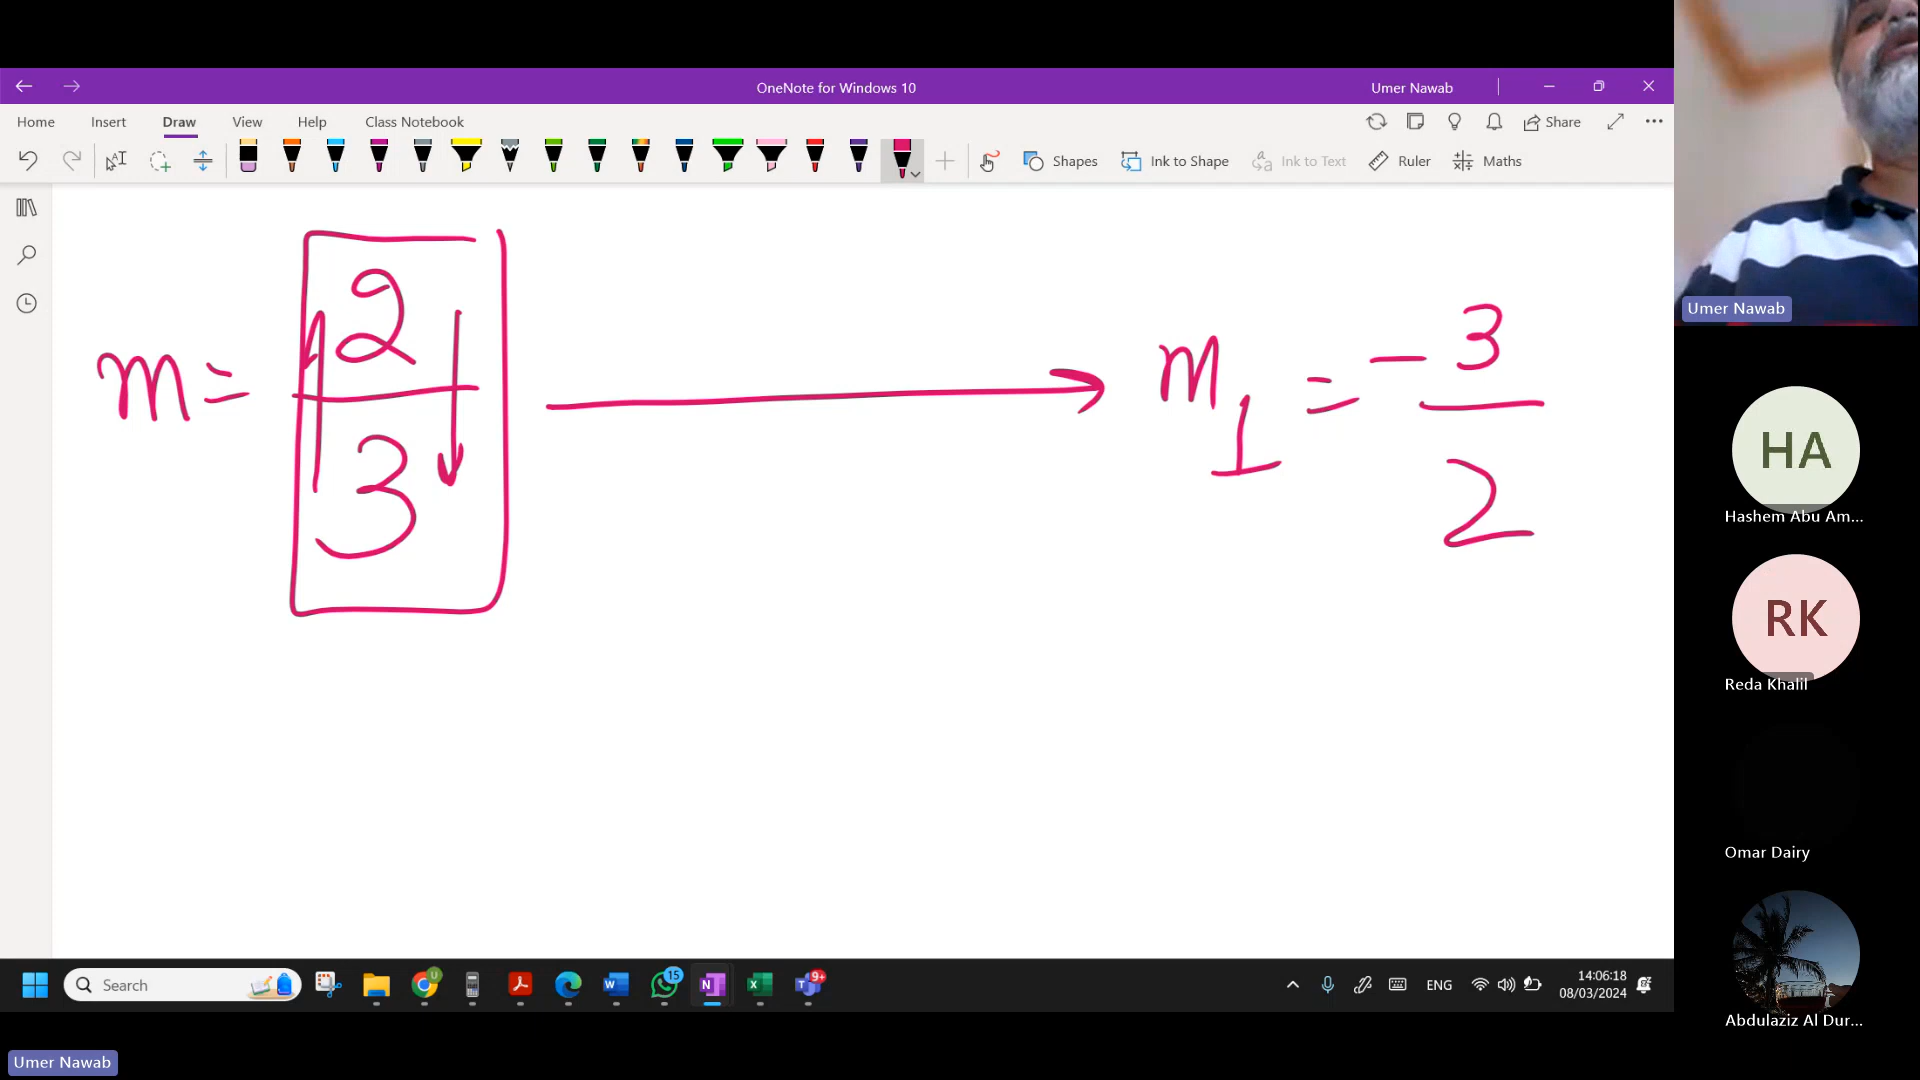 OneNote for Windows 10
Umer Nawab
Home Insert Draw View Help Class Notebook
Share
Shapes
Ink to Shape
Ink to Text
Ruler
Maths
m = 2/3
m₁ = -3/2
Umer Nawab
HA
Hashem Abu Am...
RK
Reda Khalil
Omar Dairy
Abdulaziz Al Dur...
Search
U
W
15
N
X
T
9+
ENG
14:06:18
08/03/2024
Umer Nawab